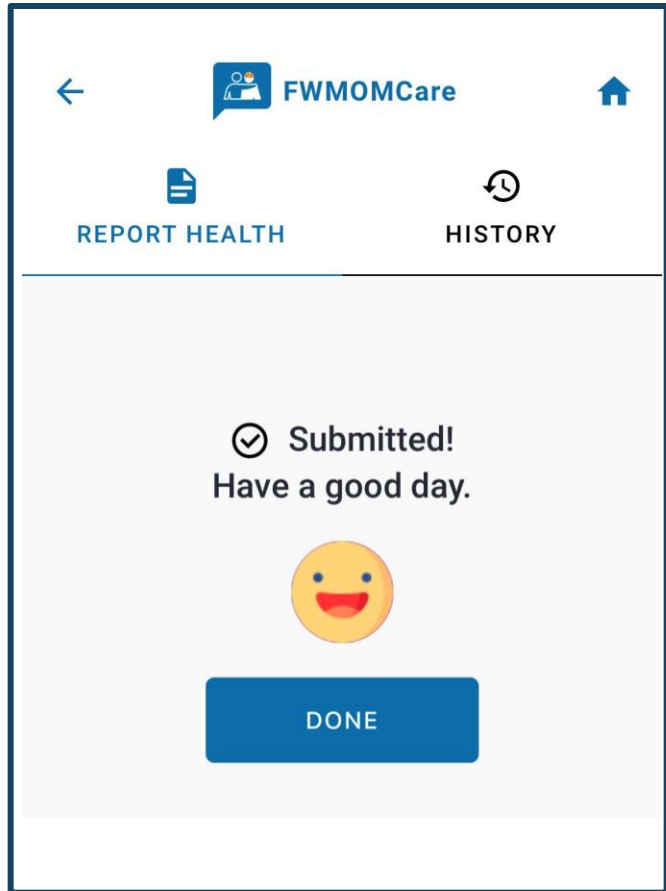 FWMOMCare
REPORT HEALTH
HISTORY
Submitted!
Have a good day.
DONE